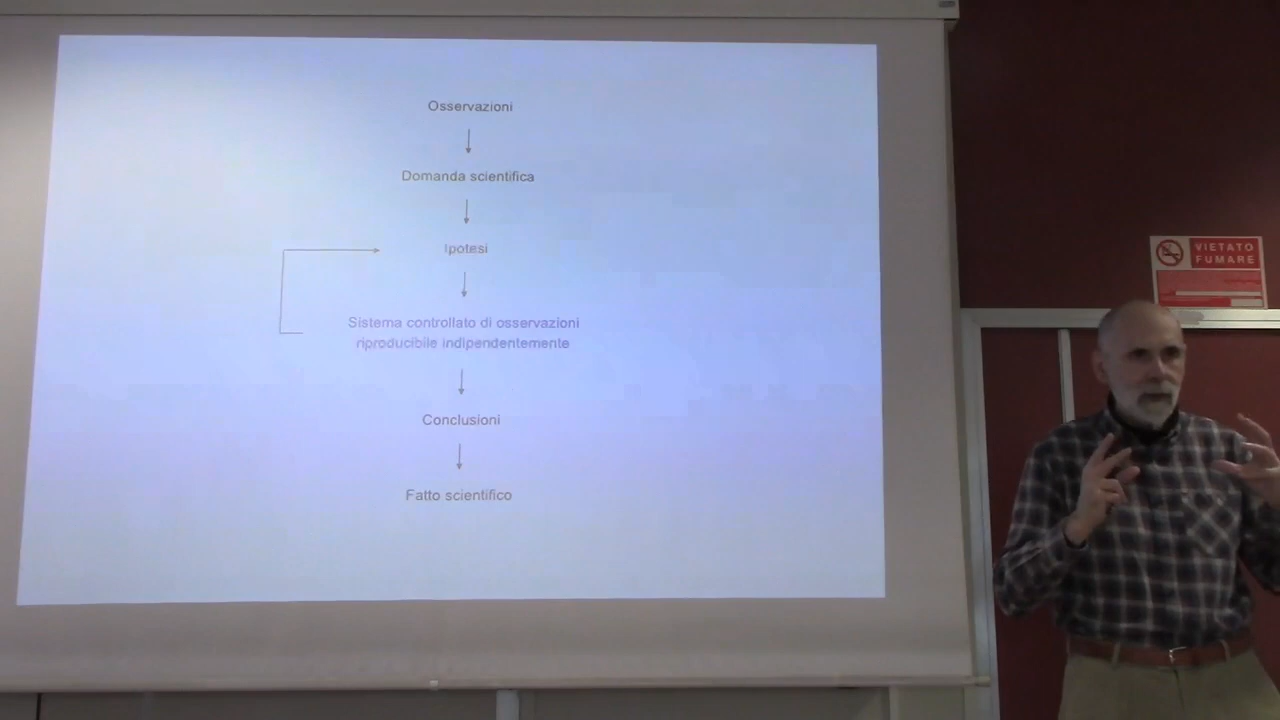 Osservazioni
Domanda scientifica
Ipotesi
Sistema controllato di osservazioni
riproducibile indipendentemente
Conclusioni
Fatto scientifico
VIETATO
FUMARE